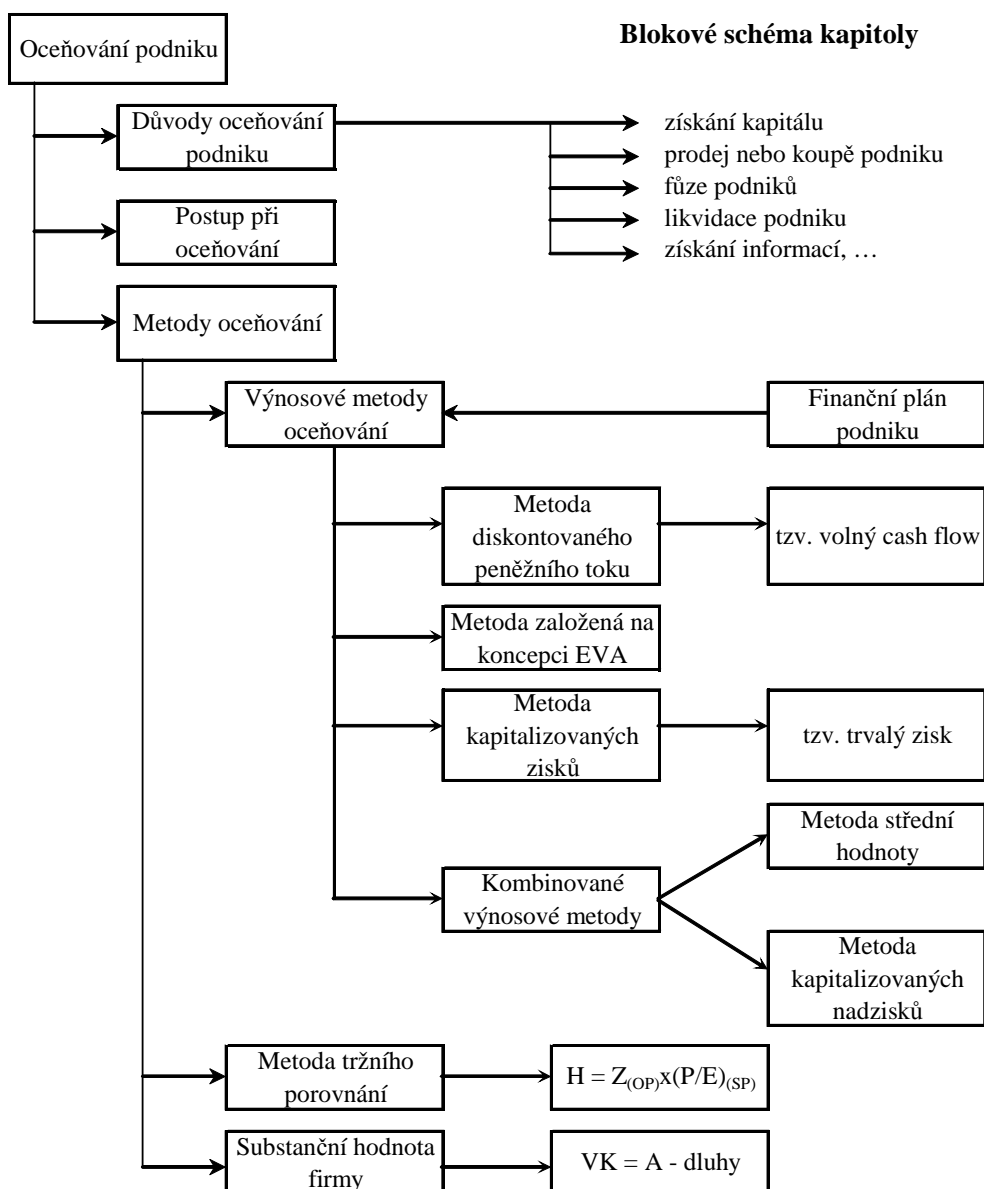 Blokové schéma kapitoly
Oceňování podniku
Důvody oceňování
podniku
získání kapitálu
prodej nebo koupě podniku
fůze podniků
likvidace podniku
získání informací, …
Postup při
oceňování
Metody oceňování
Výnosové metody
oceňování
Finanční plán
podniku
Metoda
diskontovaného
peněžního toku
tzv. volný cash flow
Metoda založená na
koncepci EVA
Metoda
kapitalizovaných
zisků
tzv. trvalý zisk
Kombinované
výnosové metody
Metoda střední
hodnoty
Metoda
kapitalizovaných
nadzisků
Metoda tržního
porovnání
H = Z(OP)x(P/E)(SP)
Substanční hodnota
firmy
VK = A - dluhy